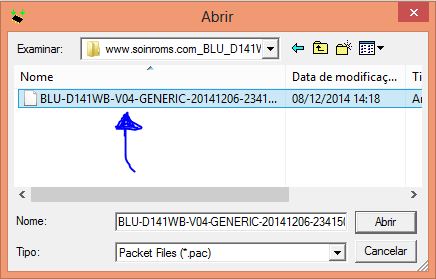 Abrir
Examinar: www.soinroms.com_BLU_D141W
Nome Data de modificaç... Ti
BLU-D141WB-V04-GENERIC-20141206-2341... 08/12/2014 14:18 Ar
Nome: BLU-D141WB-V04-GENERIC-20141206-234150 Abrir
Tipo: Packet Files (*.pac) Cancelar